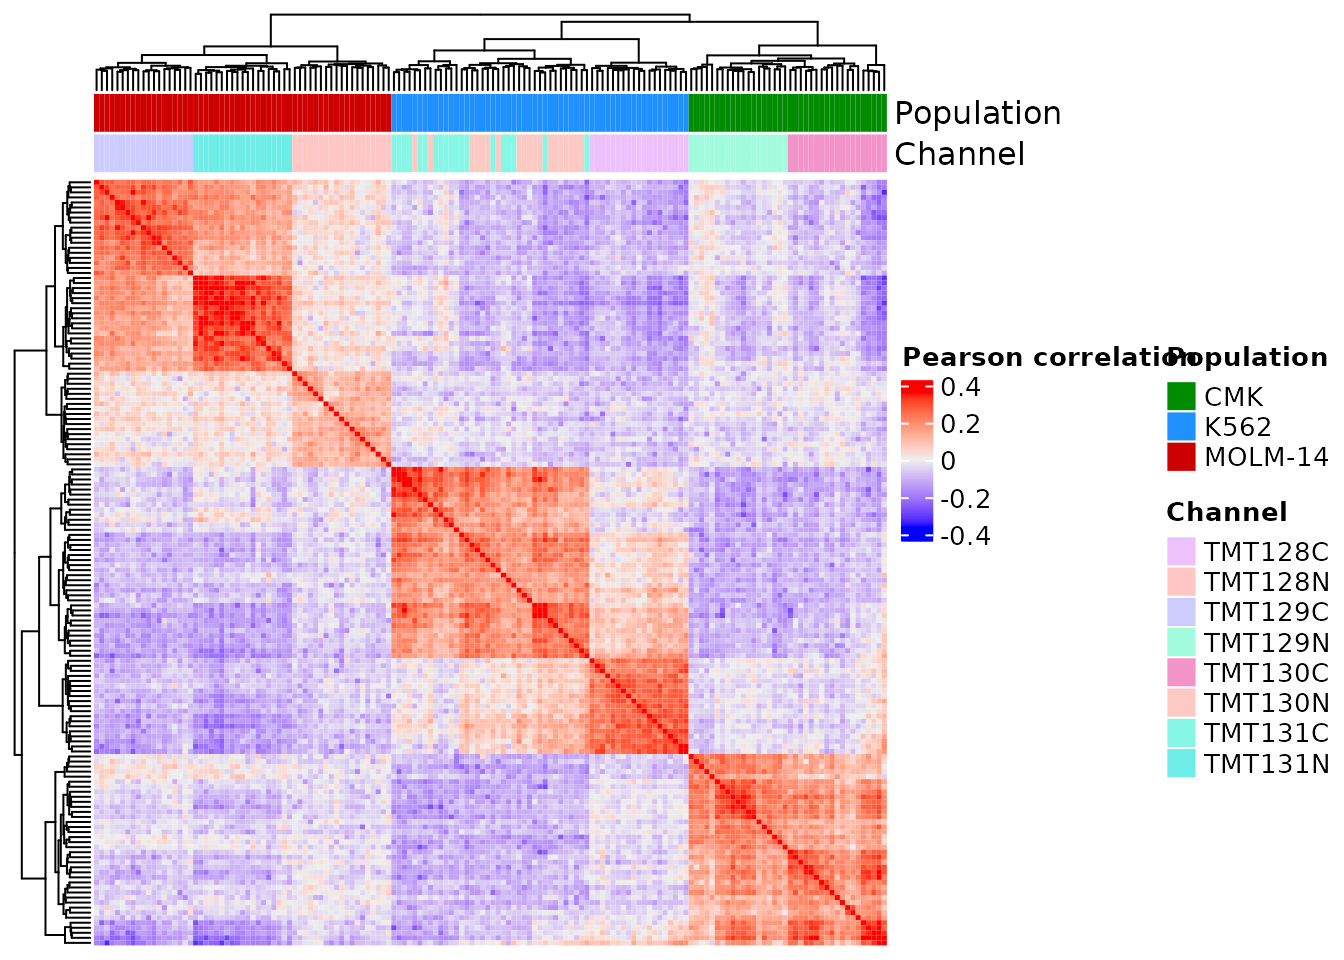 Population
Channel
Pearson correlation
0.4
0.2
0
-0.2
-0.4
Population
CMK
K562
MOLM-14
Channel
TMT128C
TMT128N
TMT129C
TMT129N
TMT130C
TMT130N
TMT131C
TMT131N